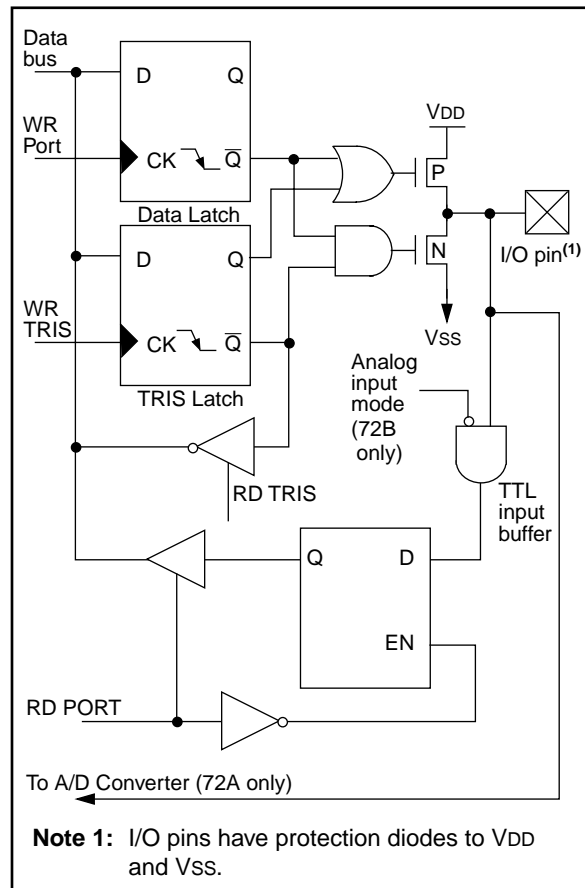 Data
bus
D
Q
VDD
WR
Port
CK
Q
P
Data Latch
D
Q
N
I/O pin(1)
WR
TRIS
CK
Q
VSS
TRIS Latch
Analog
input
mode
(72B
only)
RD TRIS
TTL
input
buffer
Q
D
EN
RD PORT
To A/D Converter (72A only)
Note 1: I/O pins have protection diodes to VDD
and VSS.